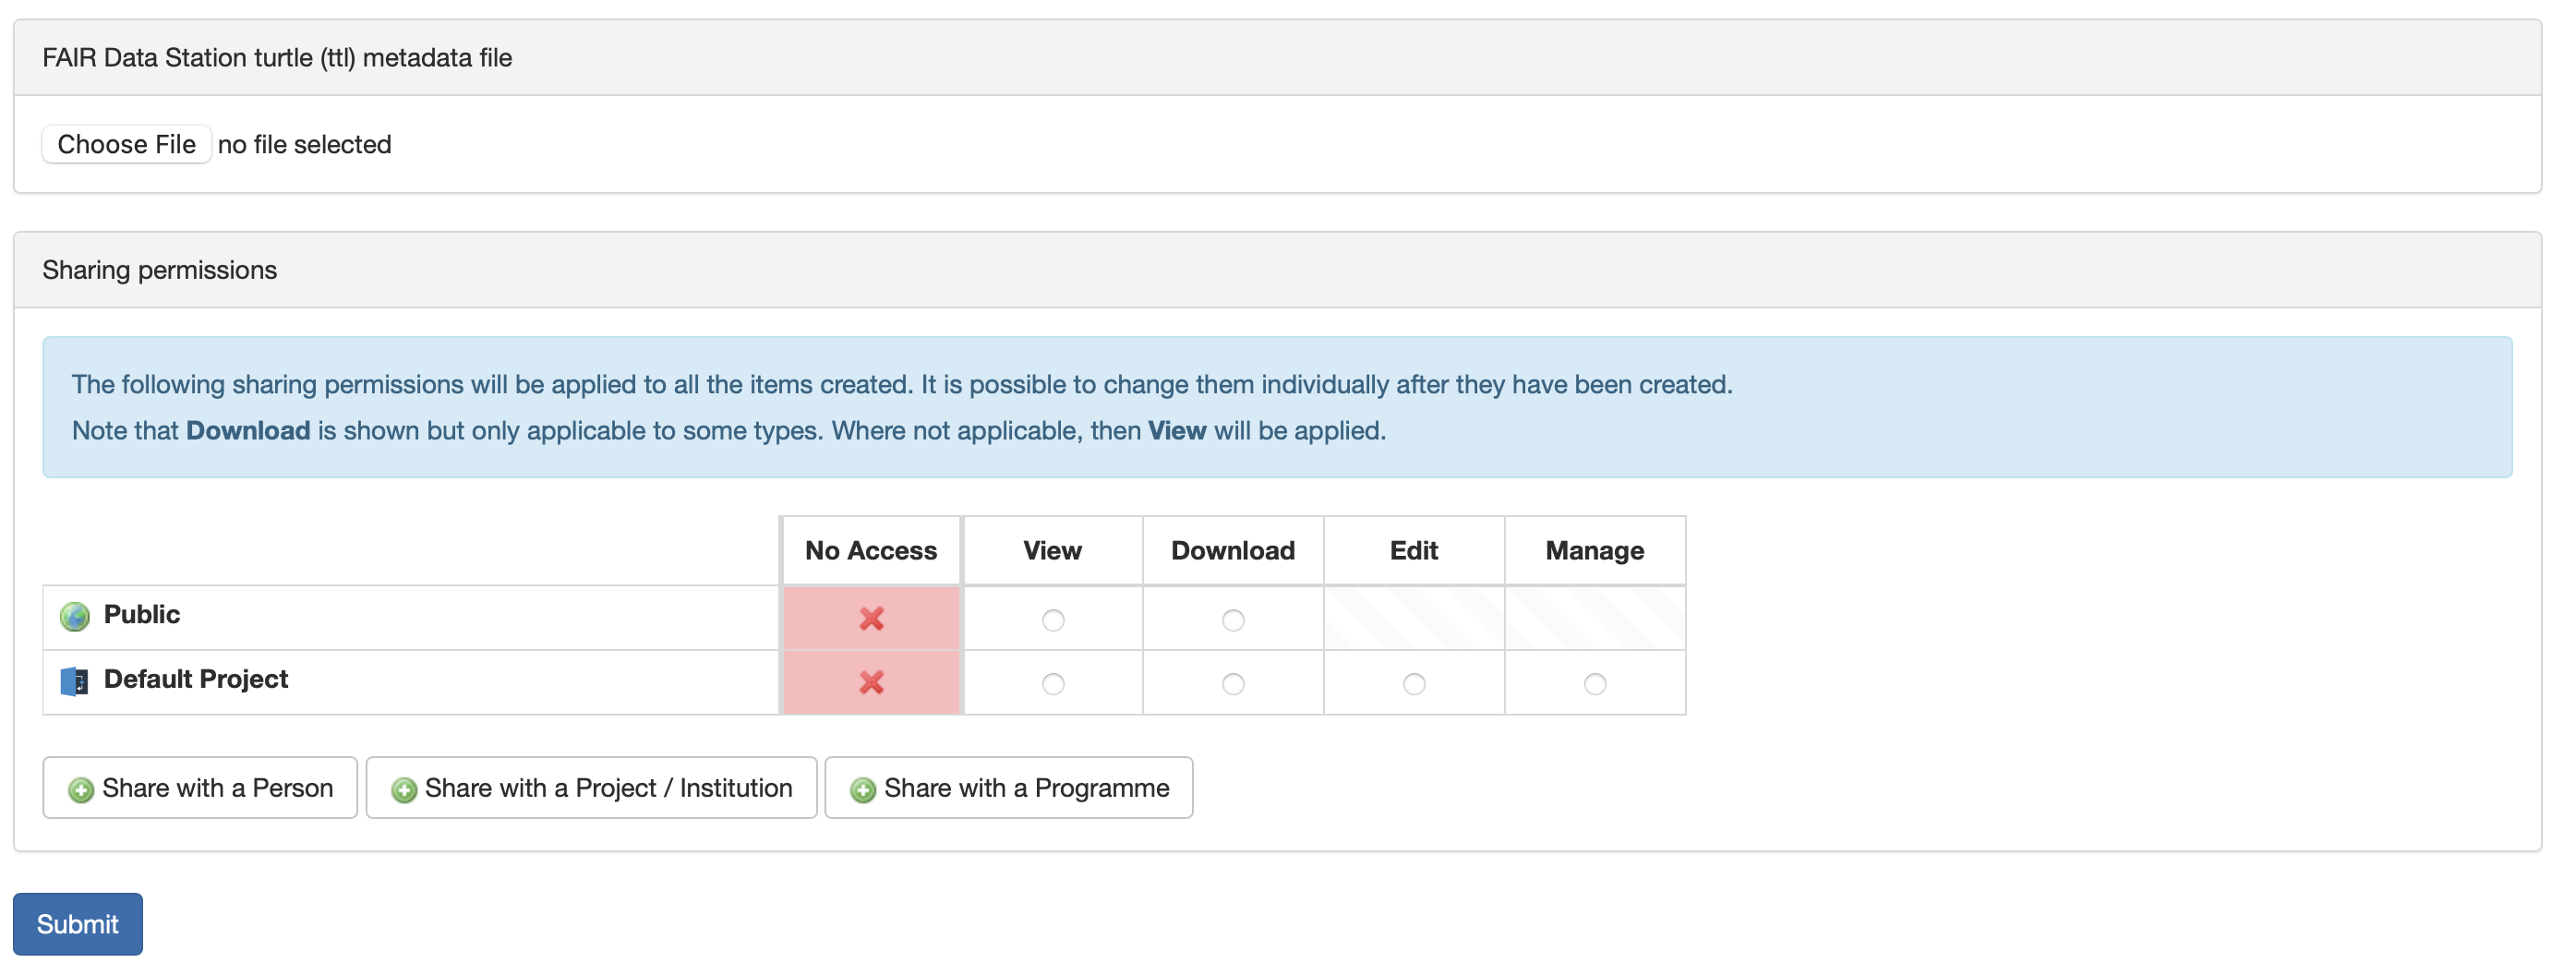 FAIR Data Station turtle (ttl) metadata file
Choose File no file selected
Sharing permissions
The following sharing permissions will be applied to all the items created. It is possible to change them individually after they have been created.
Note that Download is shown but only applicable to some types. Where not applicable, then View will be applied.
No Access View Download Edit Manage
Public
Default Project
Share with a Person Share with a Project / Institution Share with a Programme
Submit